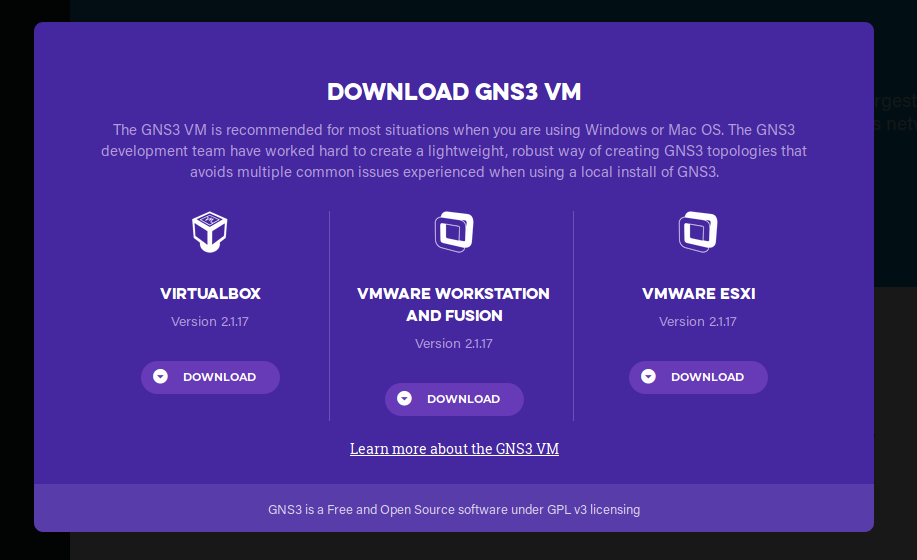 DOWNLOAD GNS3 VM
The GNS3 VM is recommended for most situations when you are using Windows or Mac OS. The GNS3
development team have worked hard to create a lightweight, robust way of creating GNS3 topologies that
avoids multiple common issues experienced when using a local install of GNS3.
VIRTUALBOX
Version 2.1.17
DOWNLOAD
VMWARE WORKSTATION
AND FUSION
Version 2.1.17
DOWNLOAD
VMWARE ESXI
Version 2.1.17
DOWNLOAD
Learn more about the GNS3 VM
GNS3 is a Free and Open Source software under GPL v3 licensing